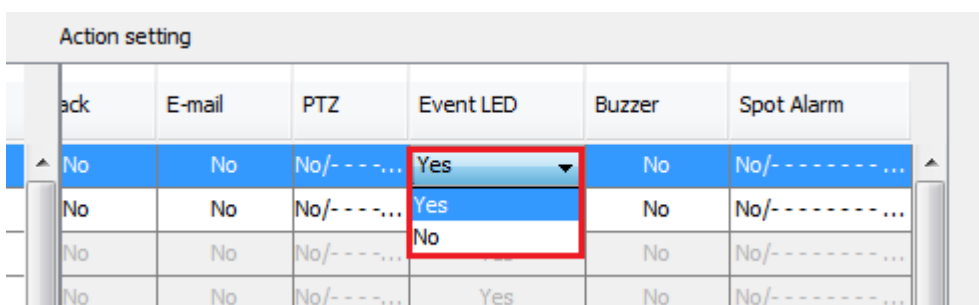 Action setting
ack E-mail PTZ Event LED Buzzer Spot Alarm
No No No/- - - -... Yes No No/- - - - - - - - ...
No No No/- - - -... Yes No No/- - - - - - - - ...
No
No No No/- - - -... Yes No No/- - - - - - - - ...
No No No/- - - -... Yes No No/- - - - - - - - ...